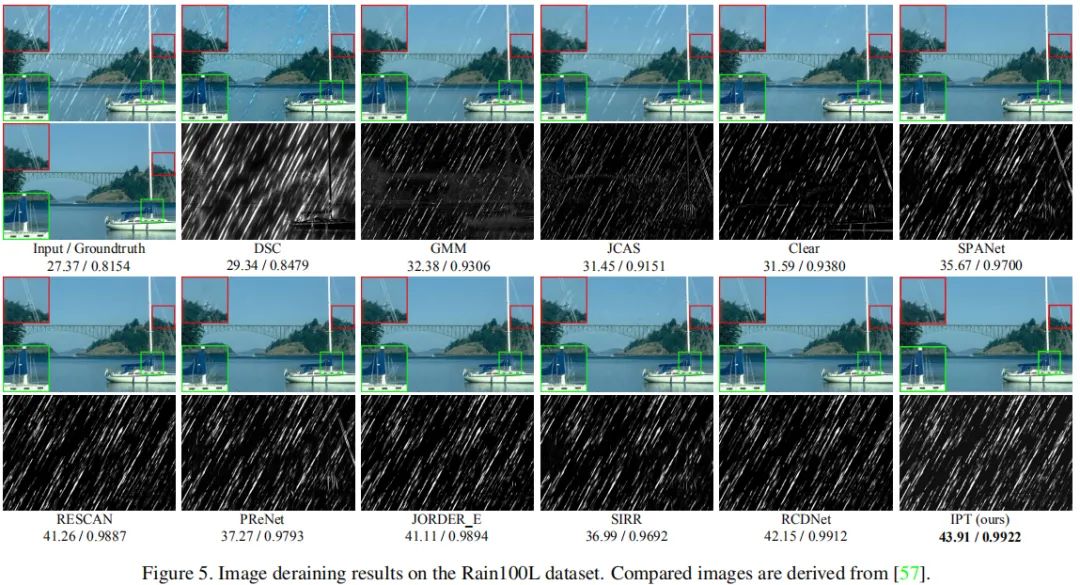 Input / Groundtruth DSC GMM JCAS Clear SPANet
27.37 / 0.8154 29.34 / 0.8479 32.38 / 0.9306 31.45 / 0.9151 31.59 / 0.9380 35.67 / 0.9700
RESCAN PReNet JORDER_E SIRR RCDNet IPT (ours)
41.26 / 0.9887 37.27 / 0.9793 41.11 / 0.9894 36.99 / 0.9692 42.15 / 0.9912 43.91 / 0.9922
Figure 5. Image deraining results on the Rain100L dataset. Compared images are derived from [57].